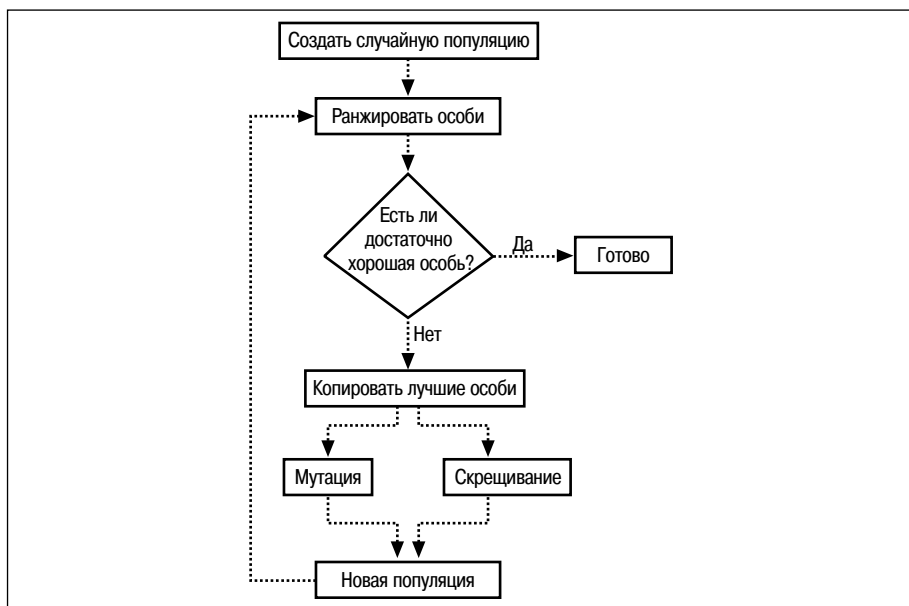 Создать случайную популяцию
Ранжировать особи
Есть ли
достаточно
хорошая особь?
Да
Готово
Нет
Копировать лучшие особи
Мутация
Скрещивание
Новая популяция